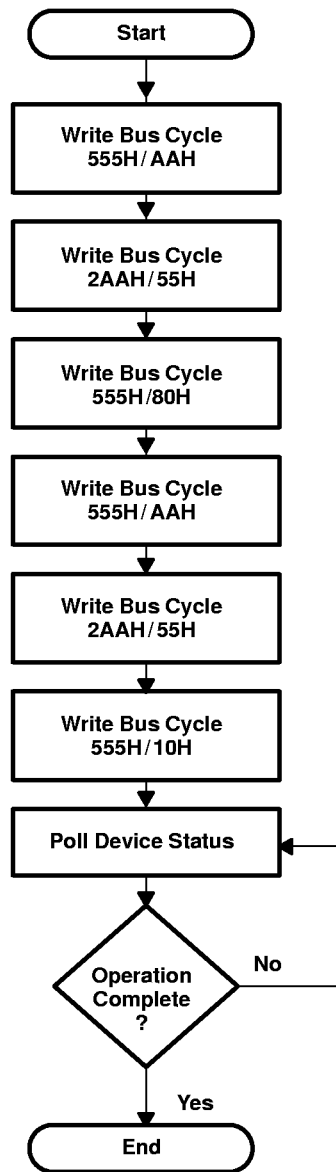 Start
Write Bus Cycle
555H/AAH
Write Bus Cycle
2AAH/55H
Write Bus Cycle
555H/80H
Write Bus Cycle
555H/AAH
Write Bus Cycle
2AAH/55H
Write Bus Cycle
555H/10H
Poll Device Status
Operation
Complete
?
No
Yes
End